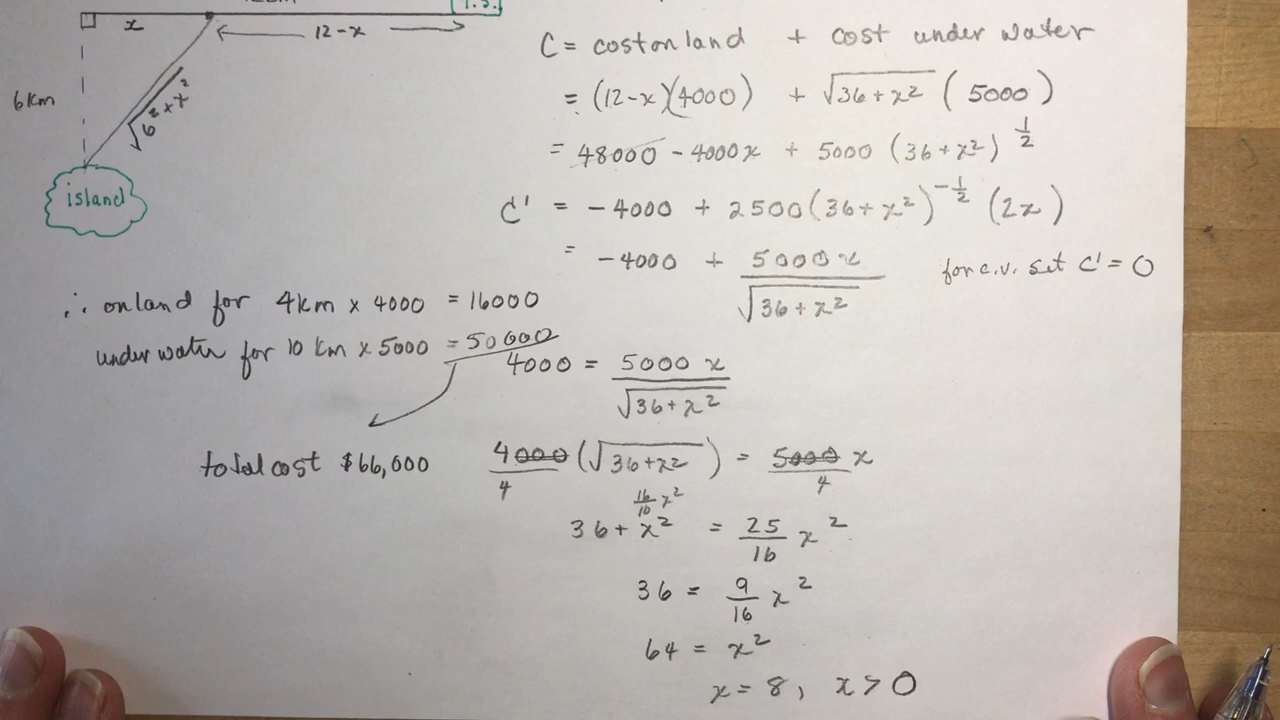 x
12-x
6km
√6²+x²
island
C = cost on land + cost under water
= (12-x)(4000) + √36+x² (5000)
= 48000 - 4000x + 5000 (36+x²)^1/2
C' = -4000 + 2500(36+x²)^-1/2 (2x)
= -4000 + 5000x/√36+x² for c.v. set C' = 0
∴ on land for 4km x 4000 = 16000
under water for 10 km x 5000 = 50000
4000 = 5000 x/√36+x²
total cost $66,000
4000/4 (√36+x²) = 5000/4 x
16/16 x²
36+x² = 25/16 x²
36 = 9/16 x²
64 = x²
x = 8, x > 0